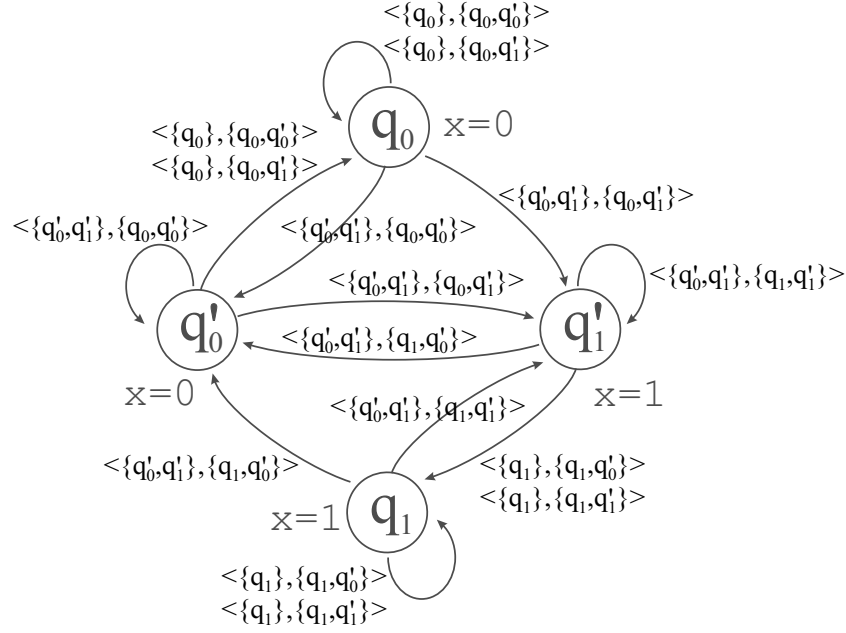 <{q₀},{q₀,q'₀}>
<{q₀},{q₀,q'₁}>
q₀
x=0
<{q₀},{q₀,q'₀}>
<{q₀},{q₀,q'₁}>
<{q'₀,q'₁},{q₀,q'₁}>
<{q'₀,q'₁},{q₀,q'₀}>
<{q'₀,q'₁},{q₀,q'₀}>
<{q'₀,q'₁},{q₀,q'₁}>
<{q'₀,q'₁},{q₁,q'₁}>
q'₀
q'₁
<{q'₀,q'₁},{q₁,q'₀}>
x=0
x=1
<{q'₀,q'₁},{q₁,q'₁}>
<{q'₀,q'₁},{q₁,q'₀}>
<{q₁},{q₁,q'₀}>
<{q₁},{q₁,q'₁}>
x=1
q₁
<{q₁},{q₁,q'₀}>
<{q₁},{q₁,q'₁}>